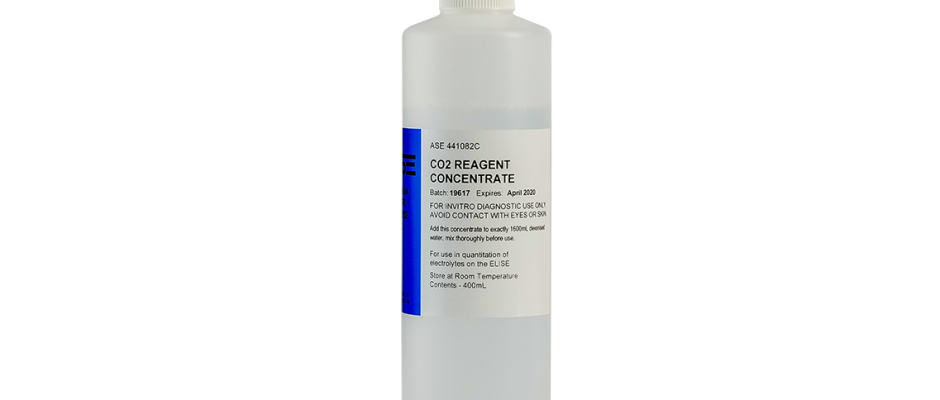 ASE 441082C
CO2 REAGENT
CONCENTRATE
Batch: 19617 Expires: April 2020
FOR INVITRO DIAGNOSTIC USE ONLY
AVOID CONTACT WITH EYES OR SKIN
Add this concentrate to exactly 1600mL deionised
water, mix thoroughly before use.
For use in quantitation of
electrolytes on the ELISE
Store at Room Temperature
Contents - 400mL